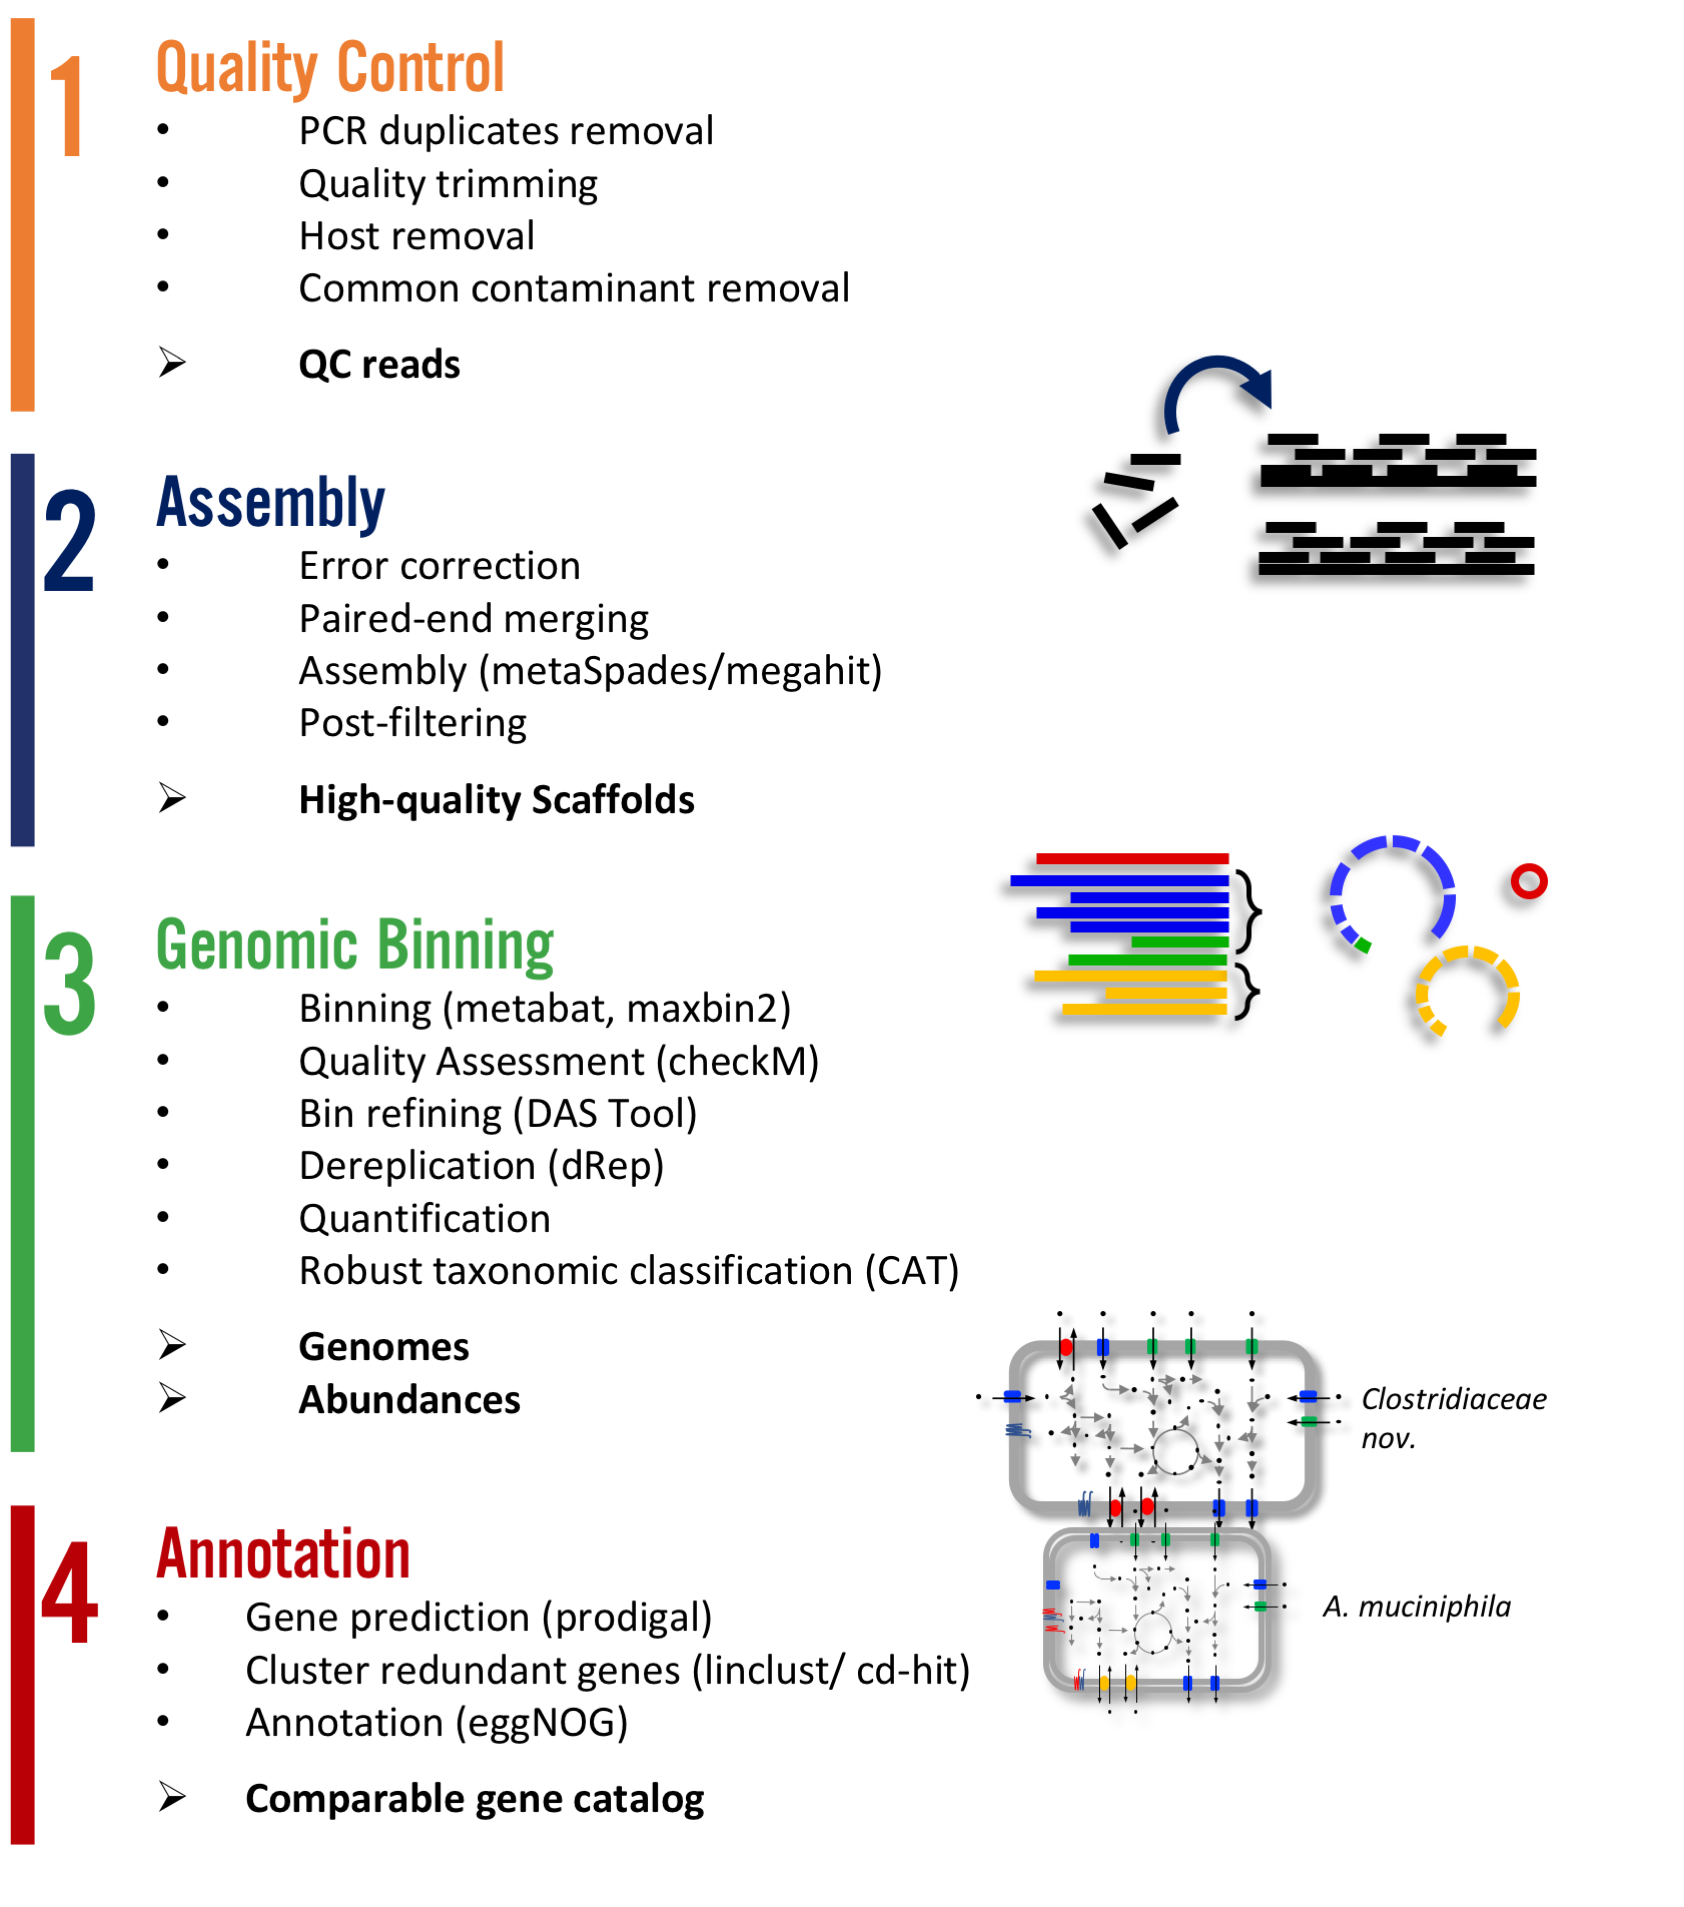 1
Quality Control
• PCR duplicates removal
• Quality trimming
• Host removal
• Common contaminant removal
➢ QC reads
2
Assembly
• Error correction
• Paired-end merging
• Assembly (metaSpades/megahit)
• Post-filtering
➢ High-quality Scaffolds
3
Genomic Binning
• Binning (metabat, maxbin2)
• Quality Assessment (checkM)
• Bin refining (DAS Tool)
• Dereplication (dRep)
• Quantification
• Robust taxonomic classification (CAT)
➢ Genomes
➢ Abundances
Clostridiaceae
nov.
4
Annotation
• Gene prediction (prodigal)
• Cluster redundant genes (linclust/ cd-hit)
• Annotation (eggNOG)
➢ Comparable gene catalog
A. muciniphila